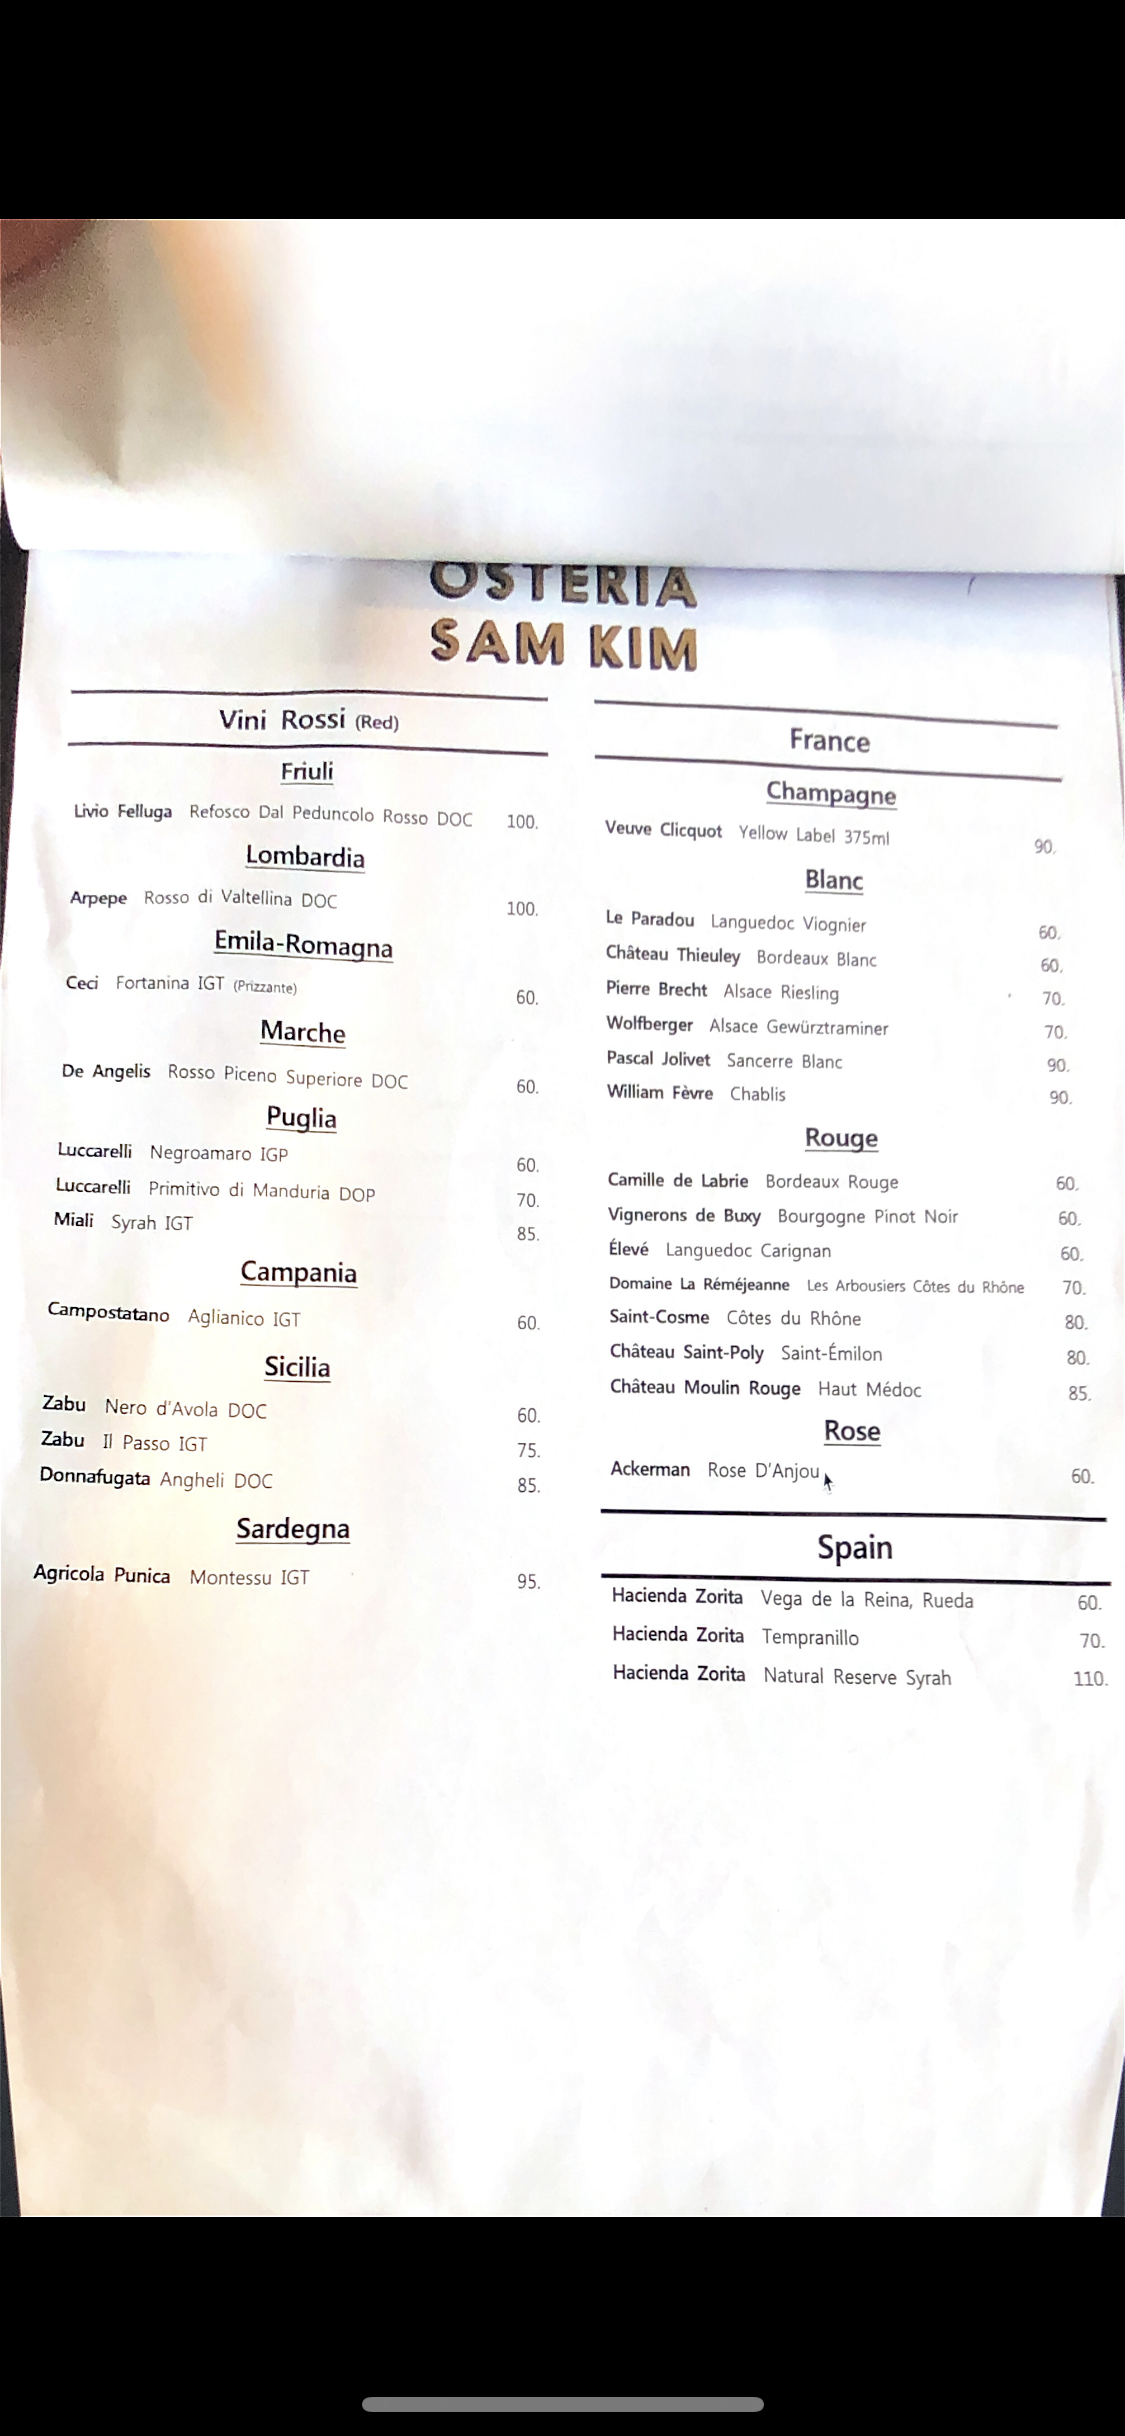 OSTERIA
SAM KIM
Vini Rossi (Red)
Friuli
Livio Felluga Refosco Dal Peduncolo Rosso DOC 100.
Lombardia
Arpepe Rosso di Valtellina DOC 100.
Emila-Romagna
Ceci Fortanina IGT (Prizzante) 60.
Marche
De Angelis Rosso Piceno Superiore DOC 60.
Puglia
Luccarelli Negroamaro IGP 60.
Luccarelli Primitivo di Manduria DOP 70.
Miali Syrah IGT 85.
Campania
Campostatano Aglianico IGT 60.
Sicilia
Zabu Nero d'Avola DOC 60.
Zabu Il Passo IGT 75.
Donnafugata Angheli DOC 85.
Sardegna
Agricola Punica Montessu IGT 95.
France
Champagne
Veuve Clicquot Yellow Label 375ml 90.
Blanc
Le Paradou Languedoc Viognier 60.
Château Thieuley Bordeaux Blanc 60.
Pierre Brecht Alsace Riesling 70.
Wolfberger Alsace Gewürztraminer 70.
Pascal Jolivet Sancerre Blanc 90.
William Fèvre Chablis 90.
Rouge
Camille de Labrie Bordeaux Rouge 60.
Vignerons de Buxy Bourgogne Pinot Noir 60.
Élevé Languedoc Carignan 60.
Domaine La Réméjeanne Les Arbousiers Côtes du Rhône 70.
Saint-Cosme Côtes du Rhône 80.
Château Saint-Poly Saint-Émilon 80.
Château Moulin Rouge Haut Médoc 85.
Rose
Ackerman Rose D'Anjou 60.
Spain
Hacienda Zorita Vega de la Reina, Rueda 60.
Hacienda Zorita Tempranillo 70.
Hacienda Zorita Natural Reserve Syrah 110.